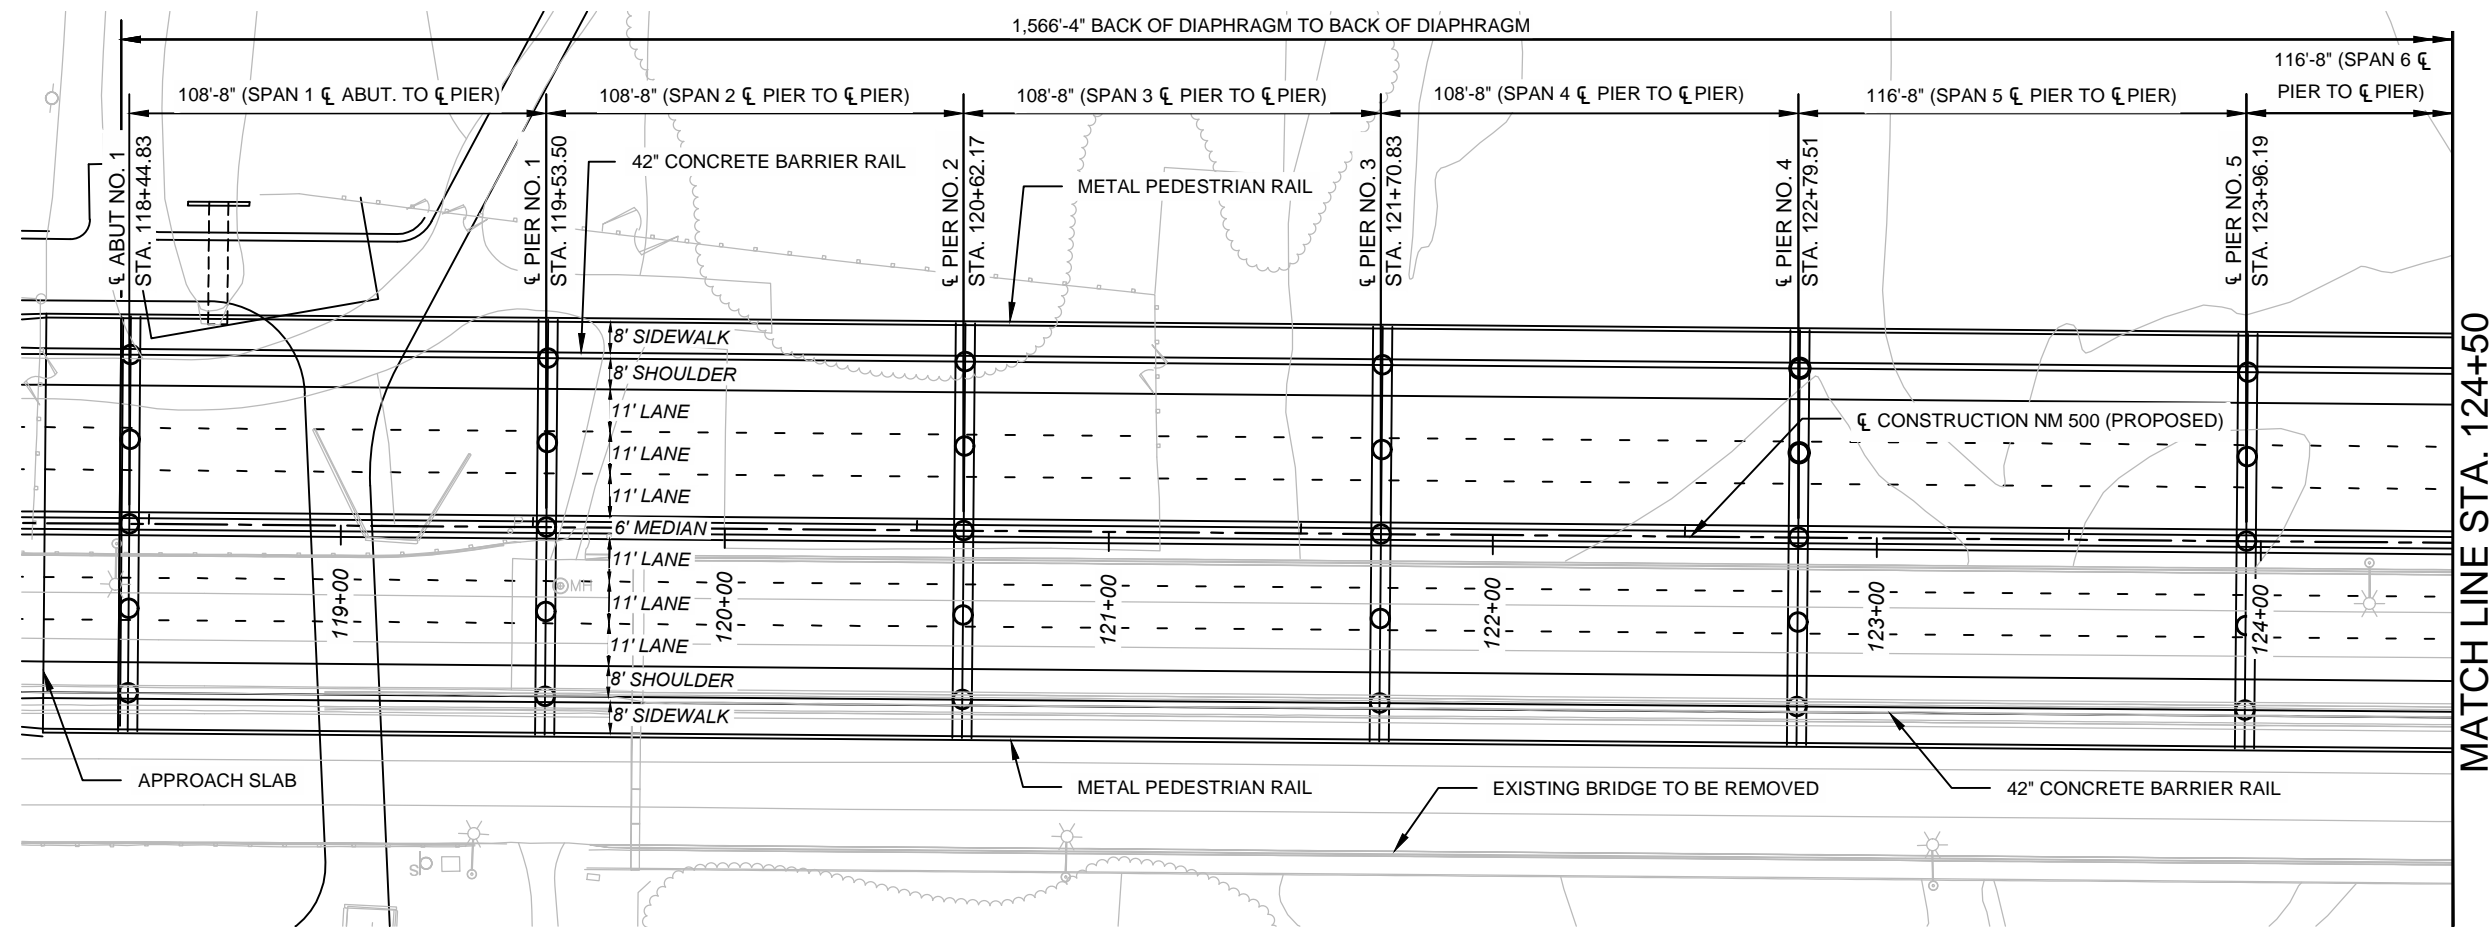 1,566'-4" BACK OF DIAPHRAGM TO BACK OF DIAPHRAGM
108'-8" (SPAN 1 ℄ ABUT. TO ℄ PIER)
108'-8" (SPAN 2 ℄ PIER TO ℄ PIER)
108'-8" (SPAN 3 ℄ PIER TO ℄ PIER)
108'-8" (SPAN 4 ℄ PIER TO ℄ PIER)
116'-8" (SPAN 5 ℄ PIER TO ℄ PIER)
116'-8" (SPAN 6 ℄
PIER TO ℄ PIER)
℄ ABUT NO. 1
STA. 118+44.83
℄ PIER NO. 1
STA. 119+53.50
℄ PIER NO. 2
STA. 120+62.17
℄ PIER NO. 3
STA. 121+70.83
℄ PIER NO. 4
STA. 122+79.51
℄ PIER NO. 5
STA. 123+96.19
42" CONCRETE BARRIER RAIL
METAL PEDESTRIAN RAIL
8' SIDEWALK
8' SHOULDER
11' LANE
11' LANE
11' LANE
6' MEDIAN
11' LANE
11' LANE
11' LANE
8' SHOULDER
8' SIDEWALK
℄ CONSTRUCTION NM 500 (PROPOSED)
MH
119+00
120+00
121+00
122+00
123+00
124+00
MATCH LINE STA. 124+50
APPROACH SLAB
METAL PEDESTRIAN RAIL
EXISTING BRIDGE TO BE REMOVED
42" CONCRETE BARRIER RAIL